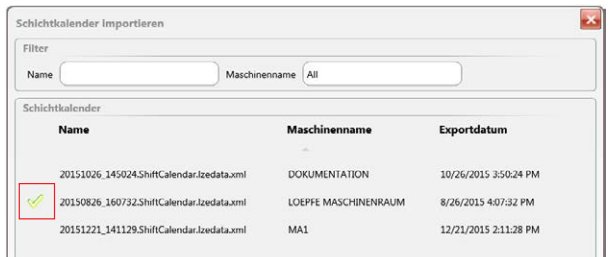 Schichtkalender importieren
Filter
Name Maschinenname All
Schichtkalender
Name Maschinenname Exportdatum
20151026_145024.ShiftCalendar.lzedata.xml DOKUMENTATION 10/26/2015 3:50:24 PM
20150826_160732.ShiftCalendar.lzedata.xml LOEPFE MASCHINENRAUM 8/26/2015 4:07:32 PM
20151221_141129.ShiftCalendar.lzedata.xml MA1 12/21/2015 2:11:28 PM